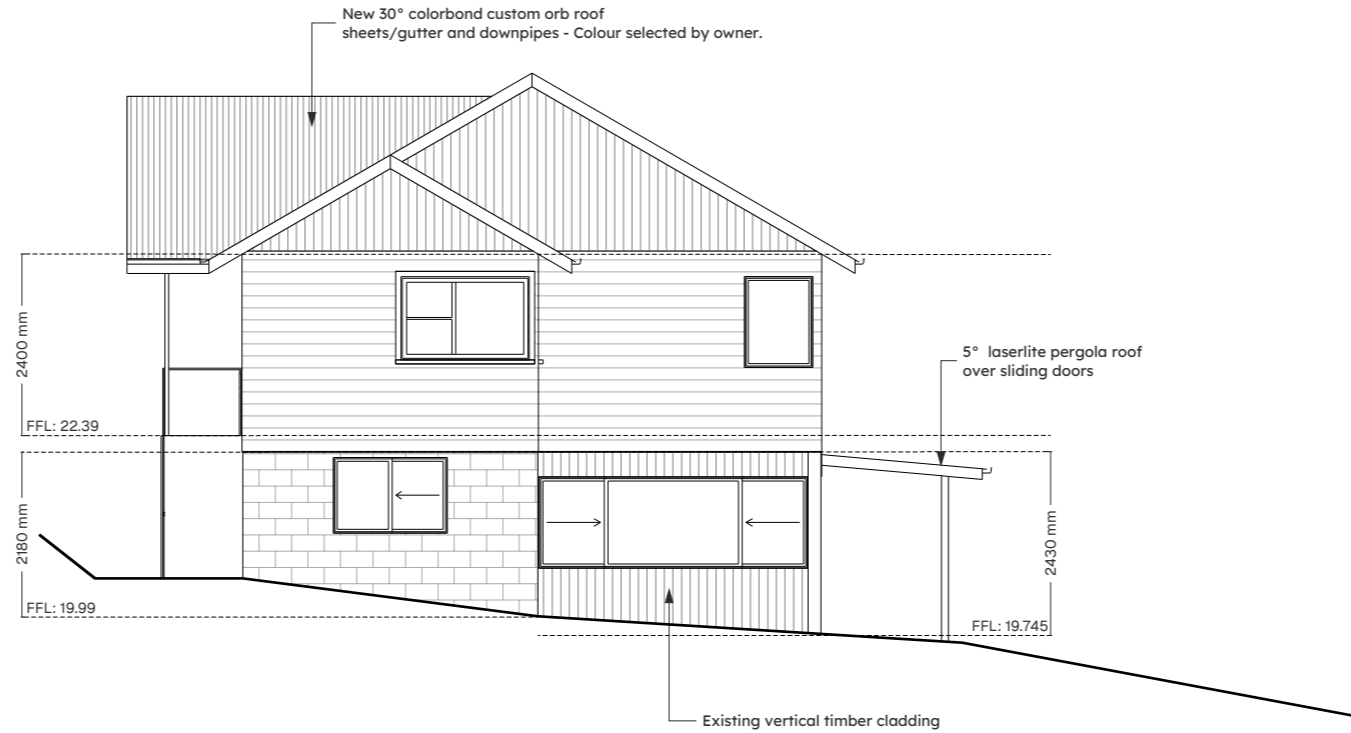 New 30° colorbond custom orb roof
sheets/gutter and downpipes - Colour selected by owner.
2400 mm
5° laserlite pergola roof
over sliding doors
FFL: 22.39
2180 mm
2430 mm
FFL: 19.99
FFL: 19.745
Existing vertical timber cladding